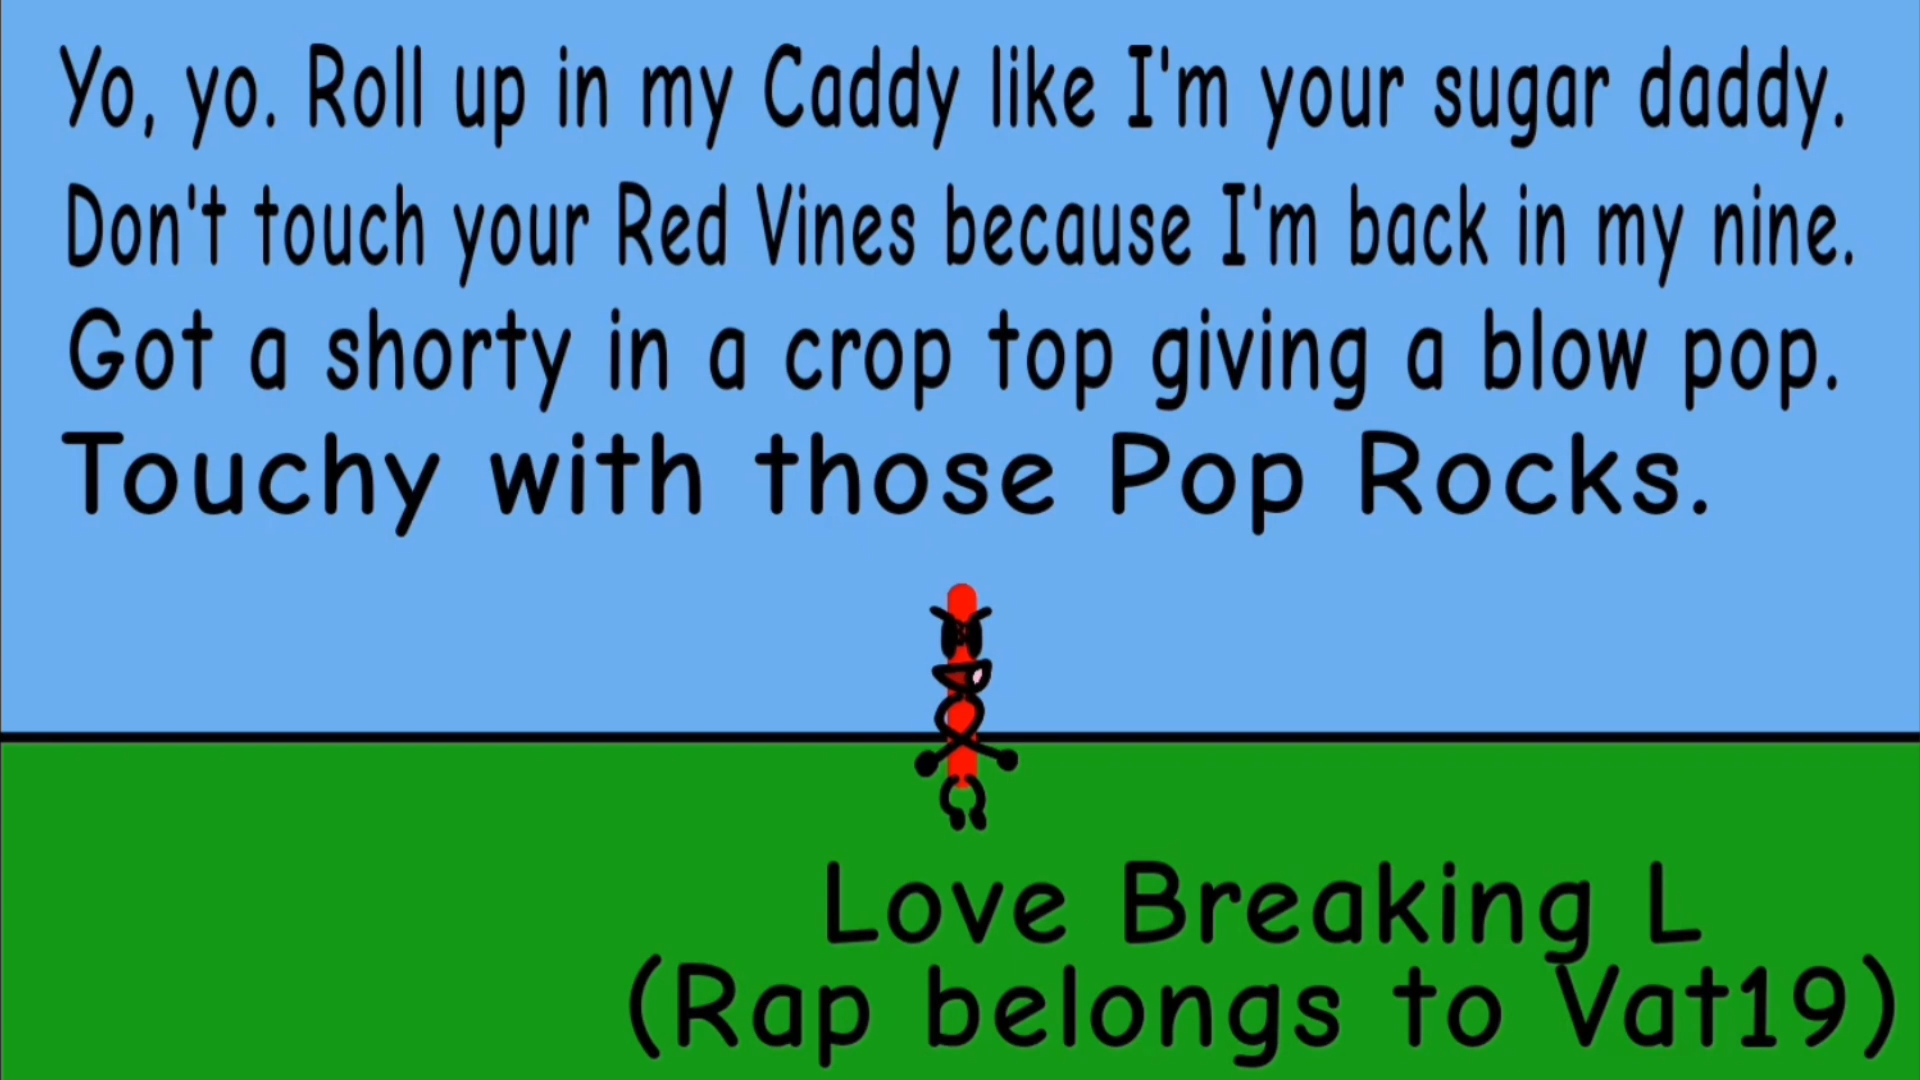 Yo, yo. Roll up in my Caddy like I'm your sugar daddy.
Don't touch your Red Vines because I'm back in my nine.
Got a shorty in a crop top giving a blow pop.
Touchy with those Pop Rocks.
Love Breaking L
(Rap belongs to Vat19)